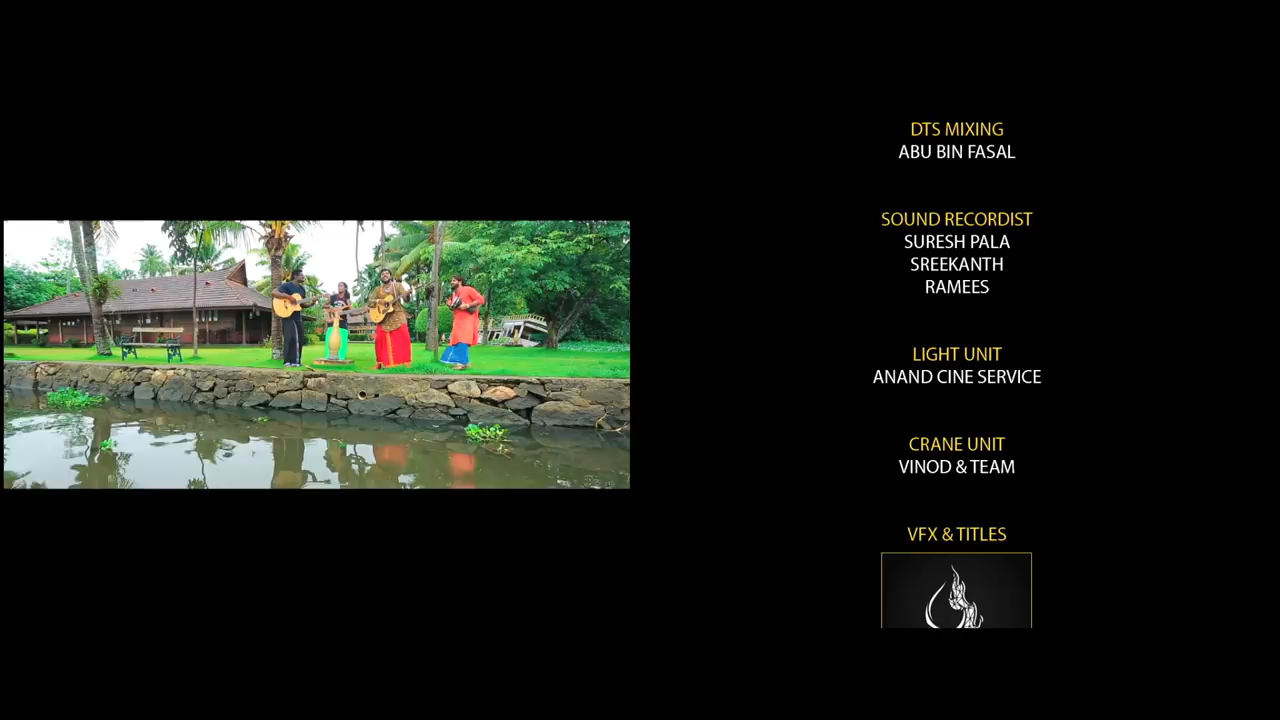 DTS MIXING
ABU BIN FASAL
SOUND RECORDIST
SURESH PALA
SREEKANTH
RAMEES
LIGHT UNIT
ANAND CINE SERVICE
CRANE UNIT
VINOD & TEAM
VFX & TITLES